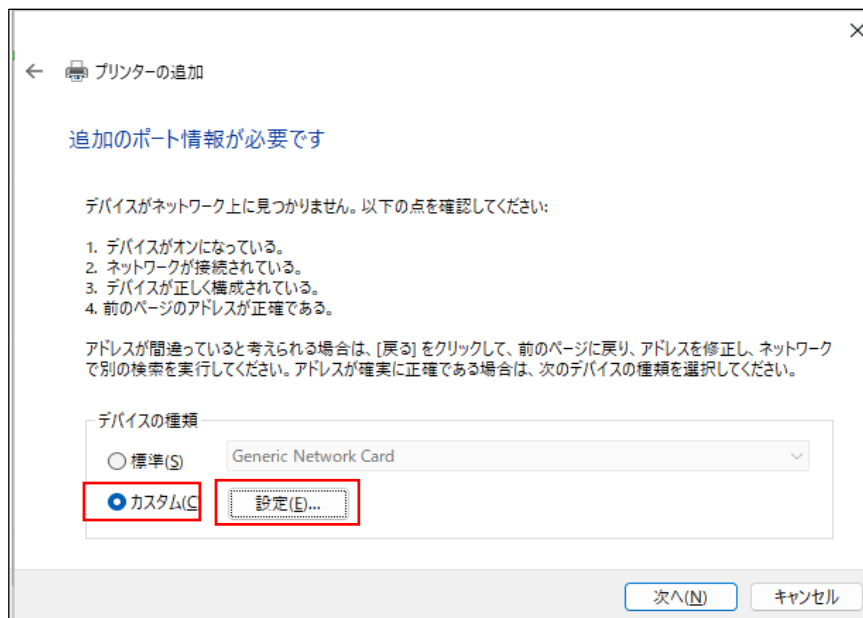 プリンターの追加
追加のポート情報が必要です
デバイスがネットワーク上に見つかりません。以下の点を確認してください:
1. デバイスがオンになっている。
2. ネットワークが接続されている。
3. デバイスが正しく構成されている。
4. 前のページのアドレスが正確である。
アドレスが間違っていると考えられる場合は、[戻る] をクリックして、前のページに戻り、アドレスを修正し、ネットワーク
で別の検索を実行してください。アドレスが確実に正確である場合は、次のデバイスの種類を選択してください。
デバイスの種類
標準(S) Generic Network Card
カスタム(C 設定(E)...
次へ(N) キャンセル